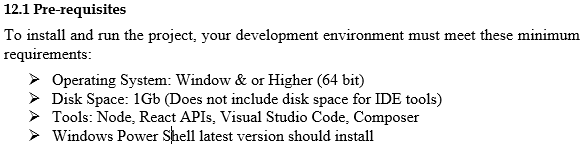 12.1 Pre-requisites
To install and run the project, your development environment must meet these minimum
requirements:
➢ Operating System: Window & or Higher (64 bit)
➢ Disk Space: 1Gb (Does not include disk space for IDE tools)
➢ Tools: Node, React APIs, Visual Studio Code, Composer
➢ Windows Power Shell latest version should install